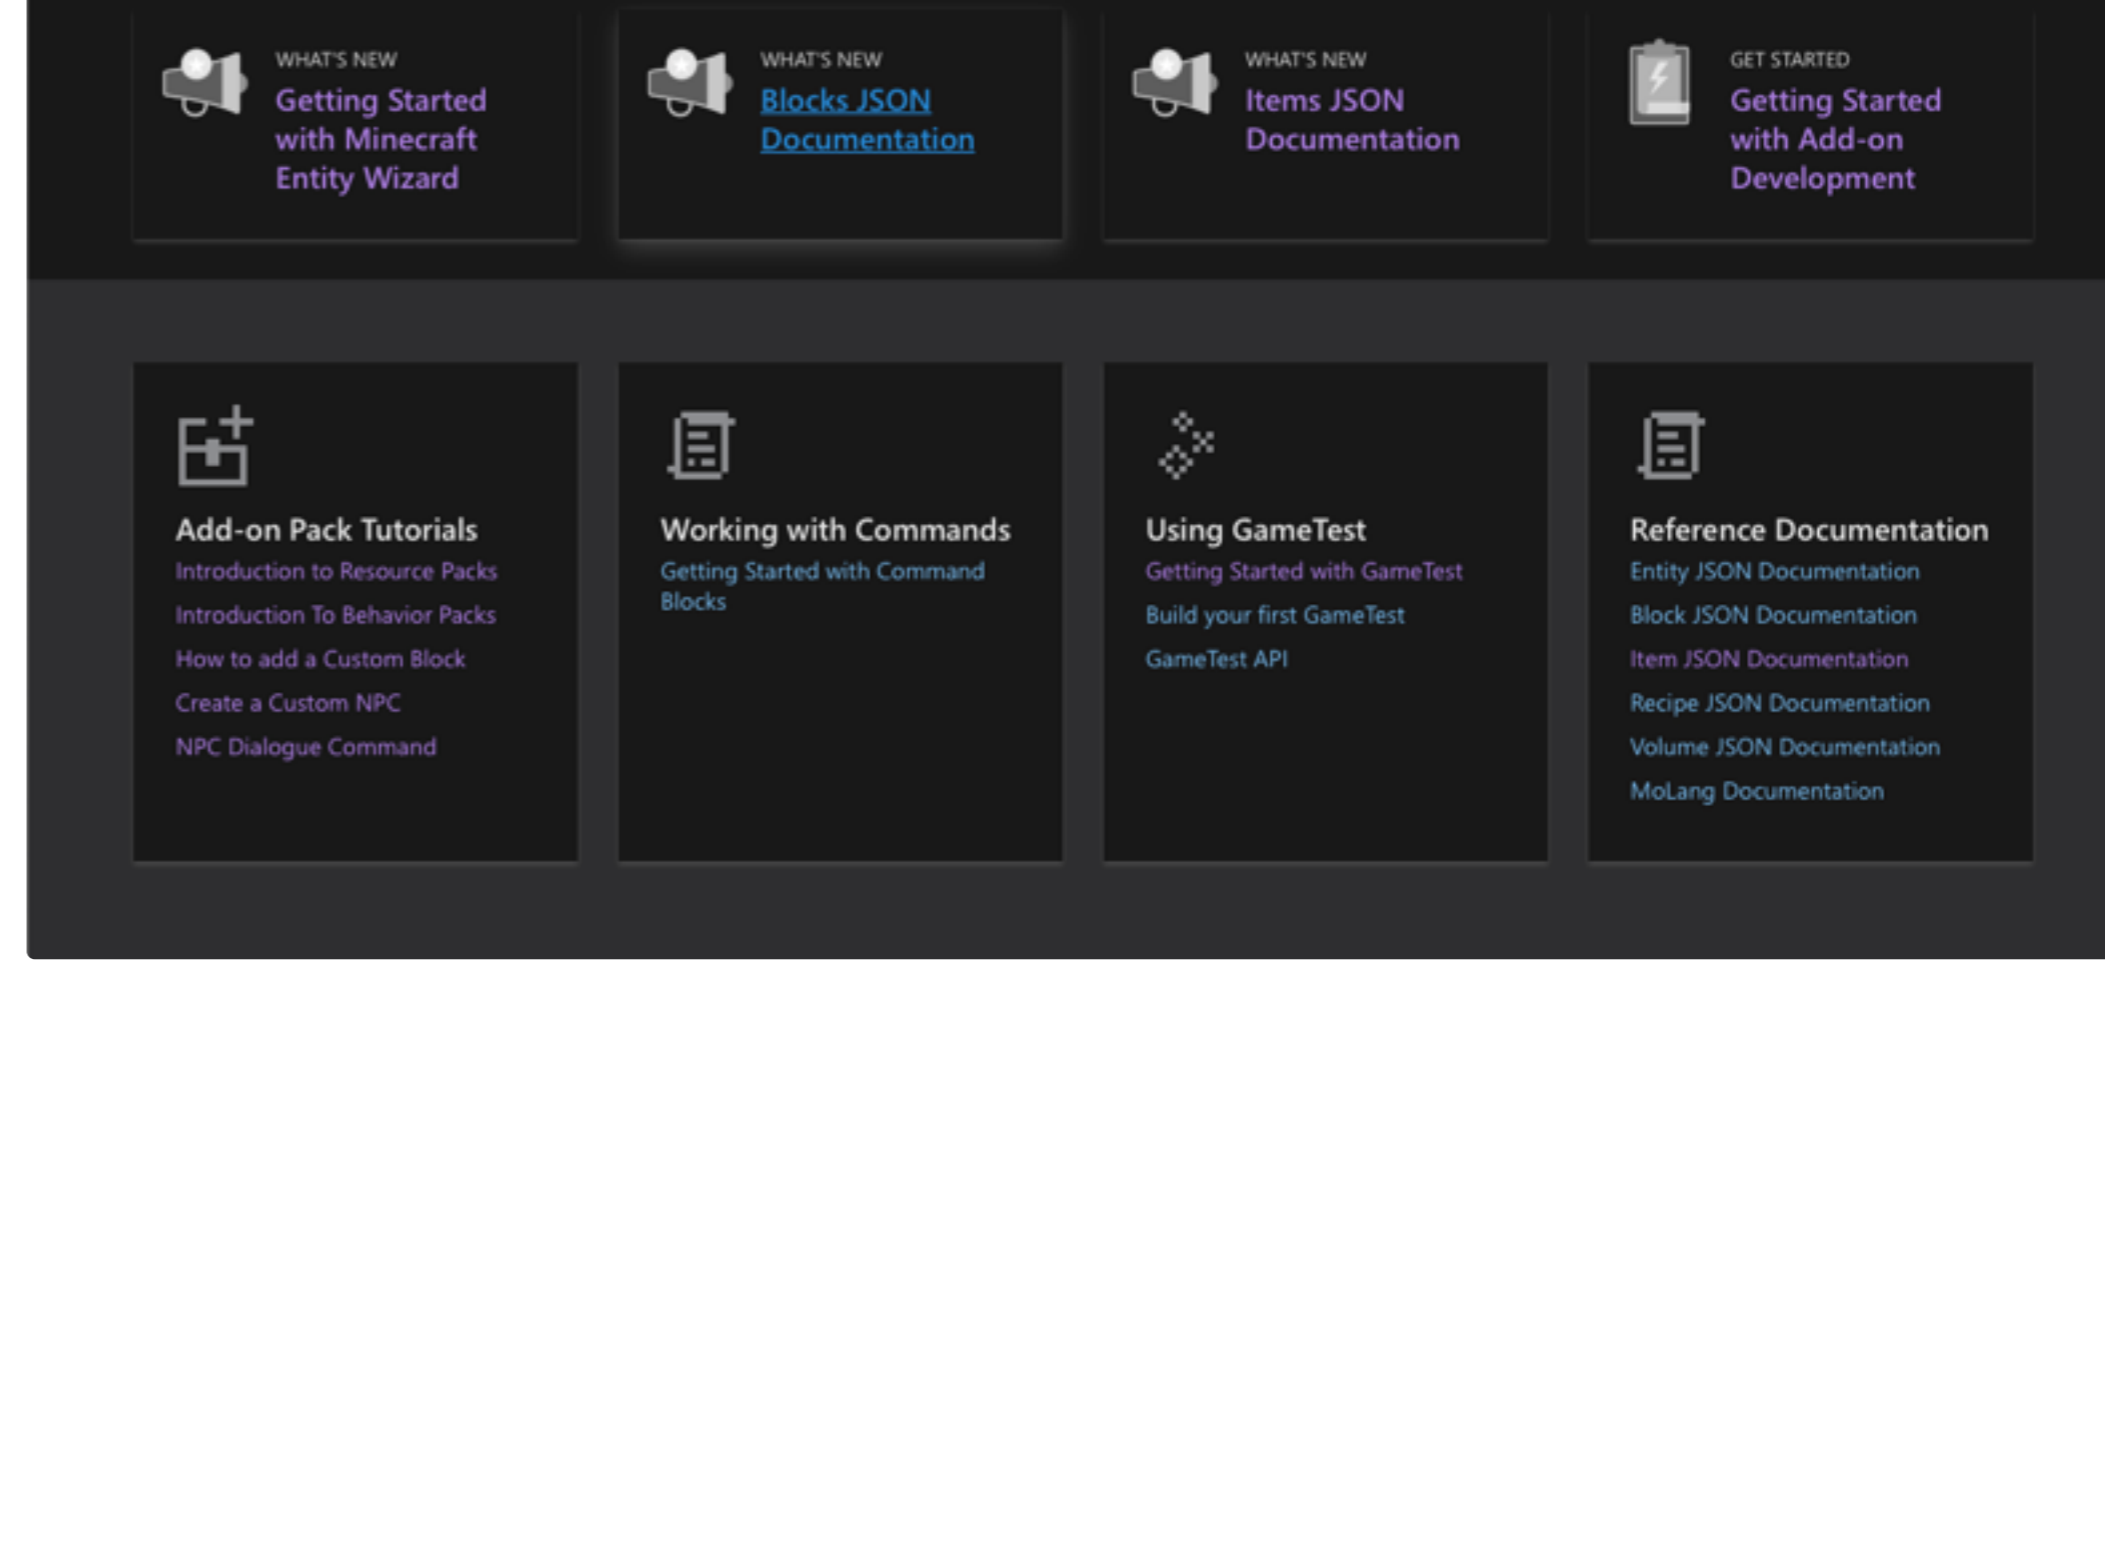 WHAT'S NEW
Getting Started
with Minecraft
Entity Wizard
WHAT'S NEW
Blocks JSON
Documentation
WHAT'S NEW
Items JSON
Documentation
GET STARTED
Getting Started
with Add-on
Development
Add-on Pack Tutorials
Introduction to Resource Packs
Introduction To Behavior Packs
How to add a Custom Block
Create a Custom NPC
NPC Dialogue Command
Working with Commands
Getting Started with Command
Blocks
Using GameTest
Getting Started with GameTest
Build your first GameTest
GameTest API
Reference Documentation
Entity JSON Documentation
Block JSON Documentation
Item JSON Documentation
Recipe JSON Documentation
Volume JSON Documentation
MoLang Documentation